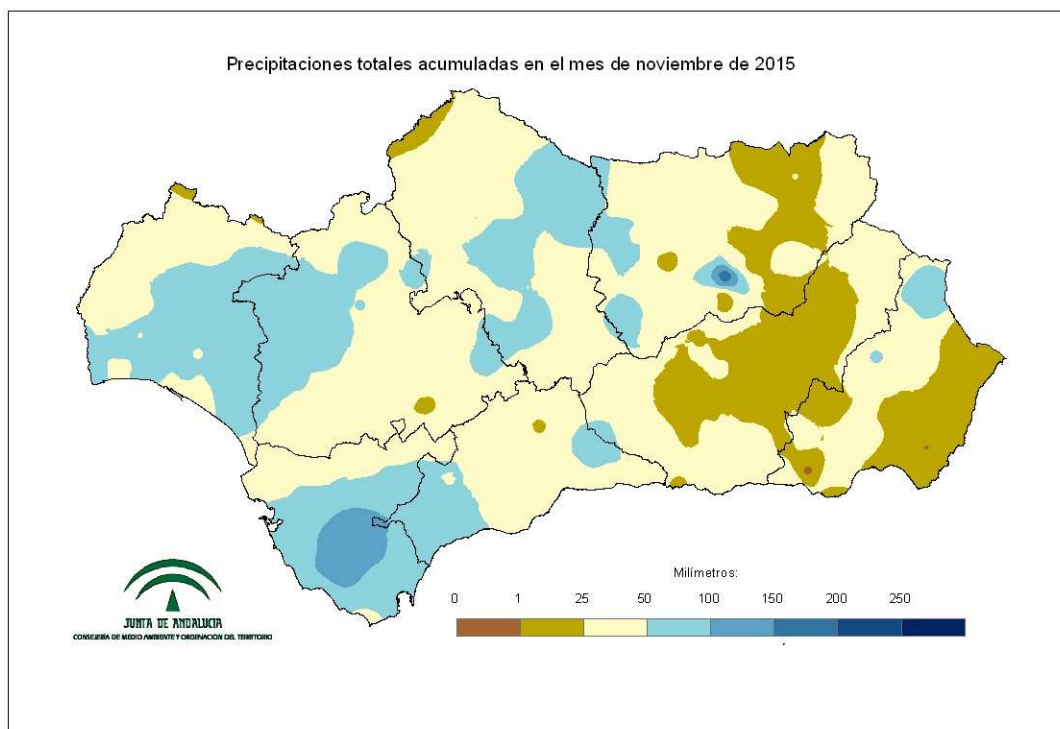 Precipitaciones totales acumuladas en el mes de noviembre de 2015
Milímetros:
0 1 25 50 100 150 200 250
JUNTA DE ANDALUCIA
CONSEJERÍA DE MEDIO AMBIENTE Y ORDENACIÓN DEL TERRITORIO